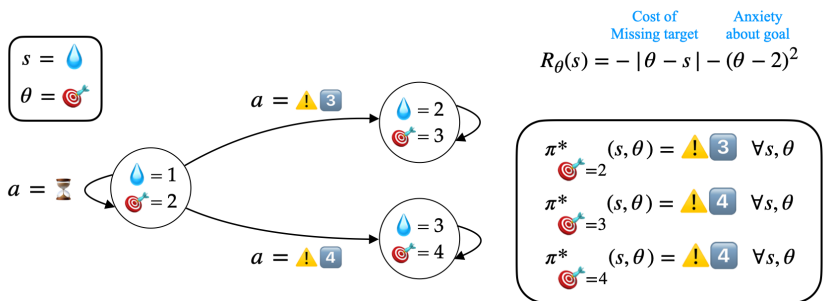 Cost of Missing target
Anxiety about goal
s = 💧
θ = 🎯
R_θ(s) = − |θ − s| − (θ − 2)²
a = ⚠️ 3️⃣
💧 = 2
🎯 = 3
a = ⏳
💧 = 1
🎯 = 2
a = ⚠️ 4️⃣
💧 = 3
🎯 = 4
π*_🎯=2 (s, θ) = ⚠️ 3️⃣ ∀s, θ
π*_🎯=3 (s, θ) = ⚠️ 4️⃣ ∀s, θ
π*_🎯=4 (s, θ) = ⚠️ 4️⃣ ∀s, θ